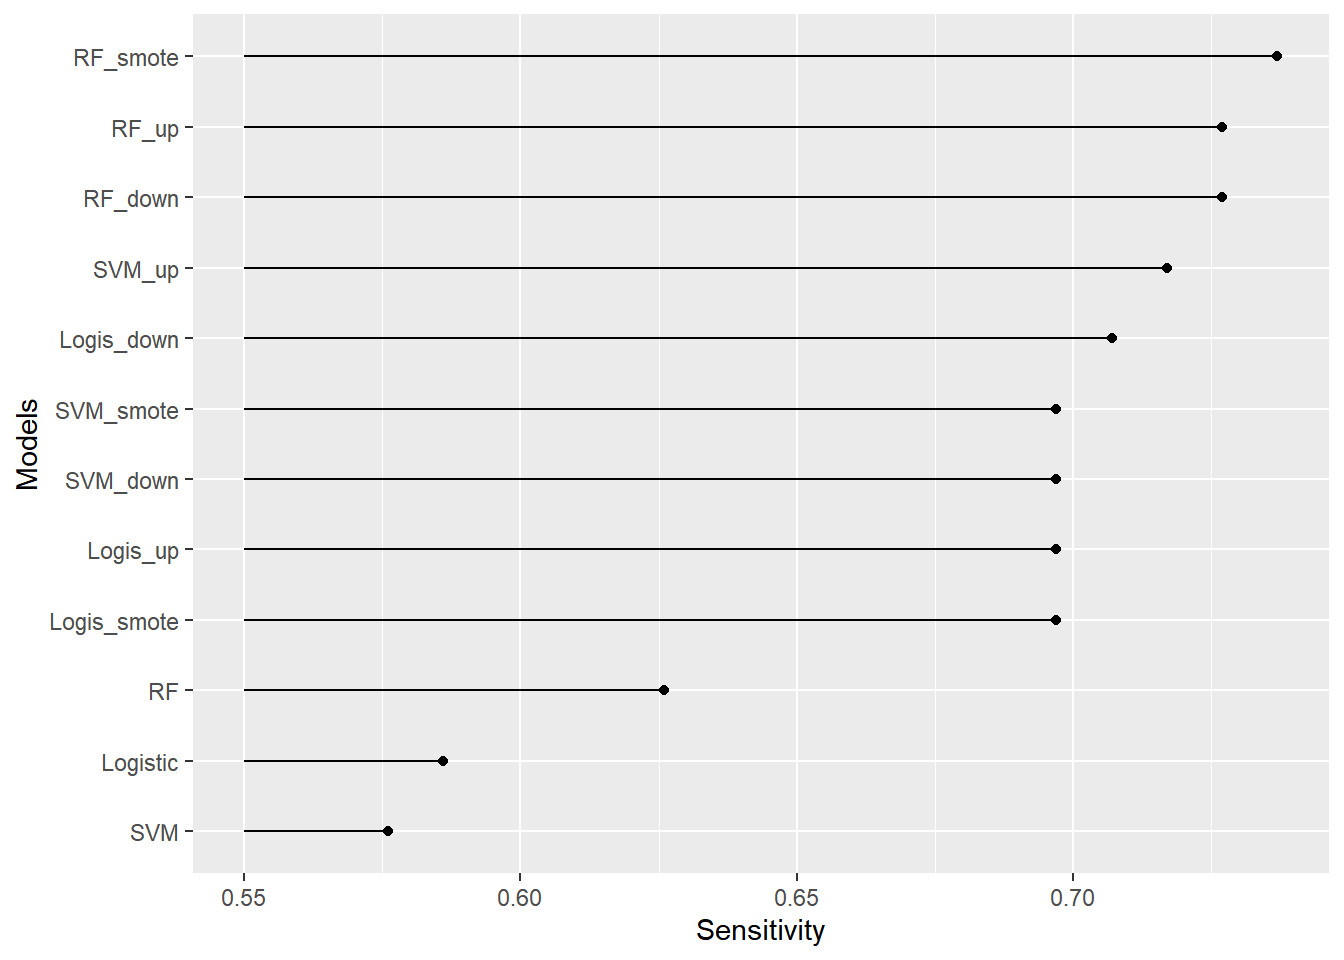 RF_smote
RF_up
RF_down
SVM_up
Logis_down
SVM_smote
SVM_down
Logis_up
Logis_smote
RF
Logistic
SVM
Models
0.55 0.60 0.65 0.70
Sensitivity